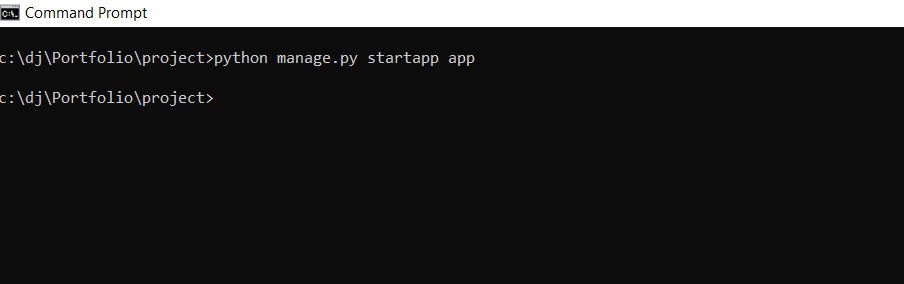 Command Prompt
c:\dj\Portfolio\project>python manage.py startapp app
c:\dj\Portfolio\project>